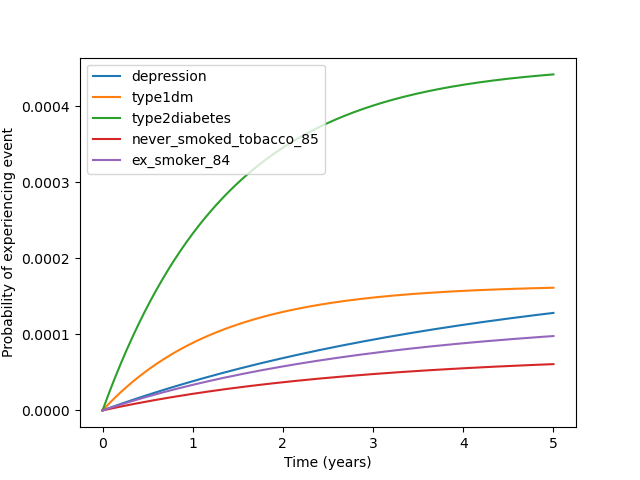 depression
type1dm
type2diabetes
never_smoked_tobacco_85
ex_smoker_84
Probability of experiencing event
0.0004
0.0003
0.0002
0.0001
0.0000
0
1
2
3
4
5
Time (years)